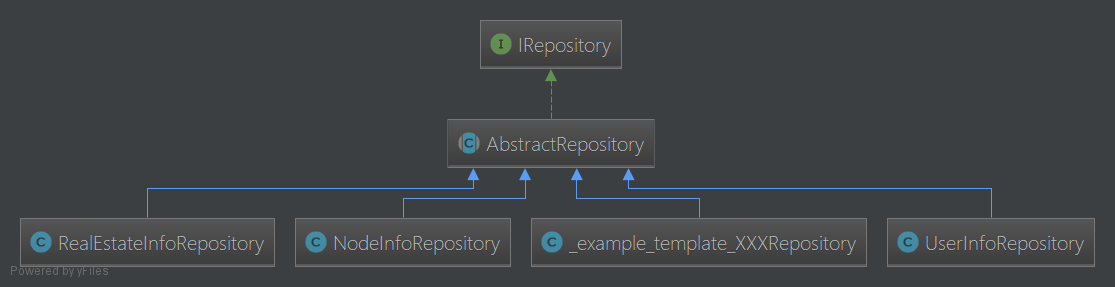 I IRepository
C AbstractRepository
C RealEstateInfoRepository
C NodeInfoRepository
C _example_template_XXXRepository
C UserInfoRepository
Powered by yFiles